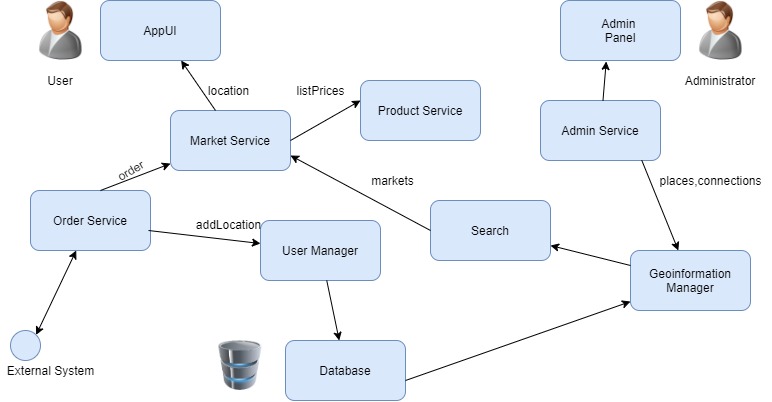 AppUI
Admin
Panel
User
Administrator
location
listPrices
Product Service
Market Service
Admin Service
order
markets
places,connections
Order Service
addLocation
Search
User Manager
Geoinformation
Manager
External System
Database